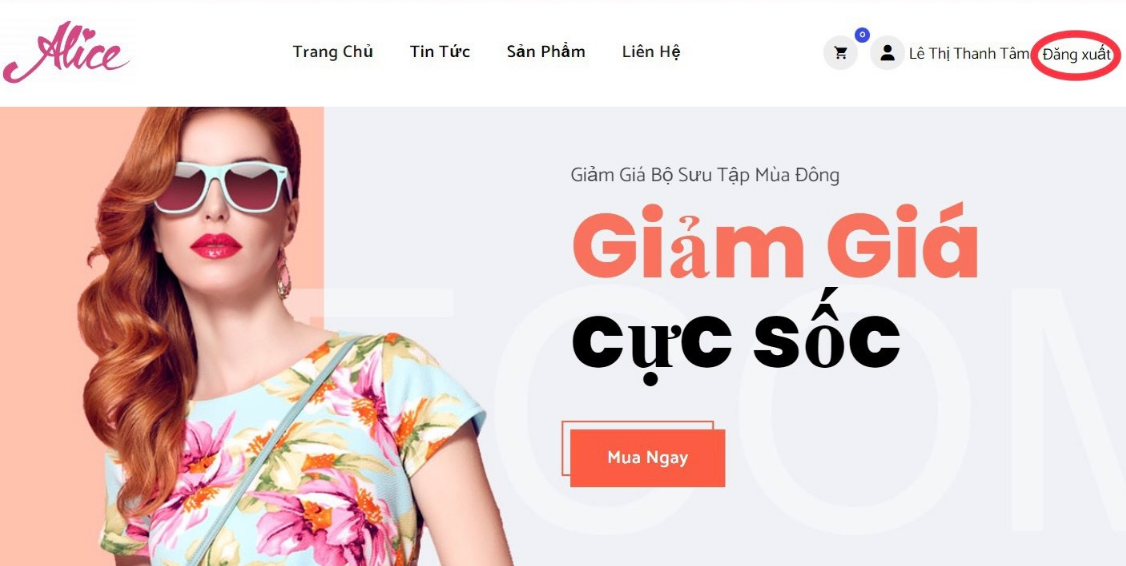 Alice
Trang Chủ Tin Tức Sản Phẩm Liên Hệ 0 Lê Thị Thanh Tâm Đăng xuất
Giảm Giá Bộ Sưu Tập Mùa Đông
Giảm Giá
cực sốc
Mua Ngay